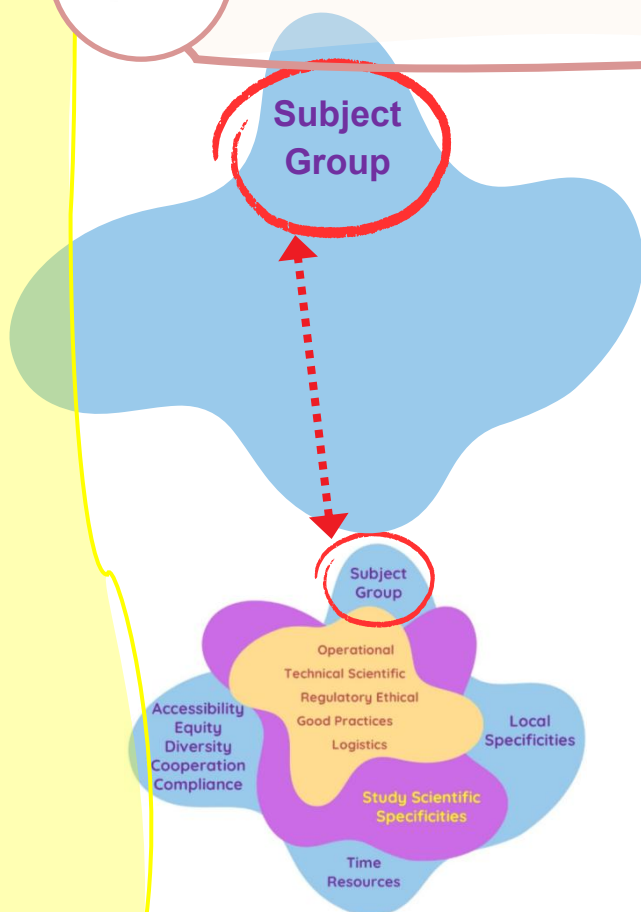 Subject
Group
Subject
Group
Operational
Technical Scientific
Regulatory Ethical
Good Practices
Logistics
Accessibility
Equity
Diversity
Cooperation
Compliance
Local
Specificities
Study Scientific
Specificities
Time
Resources